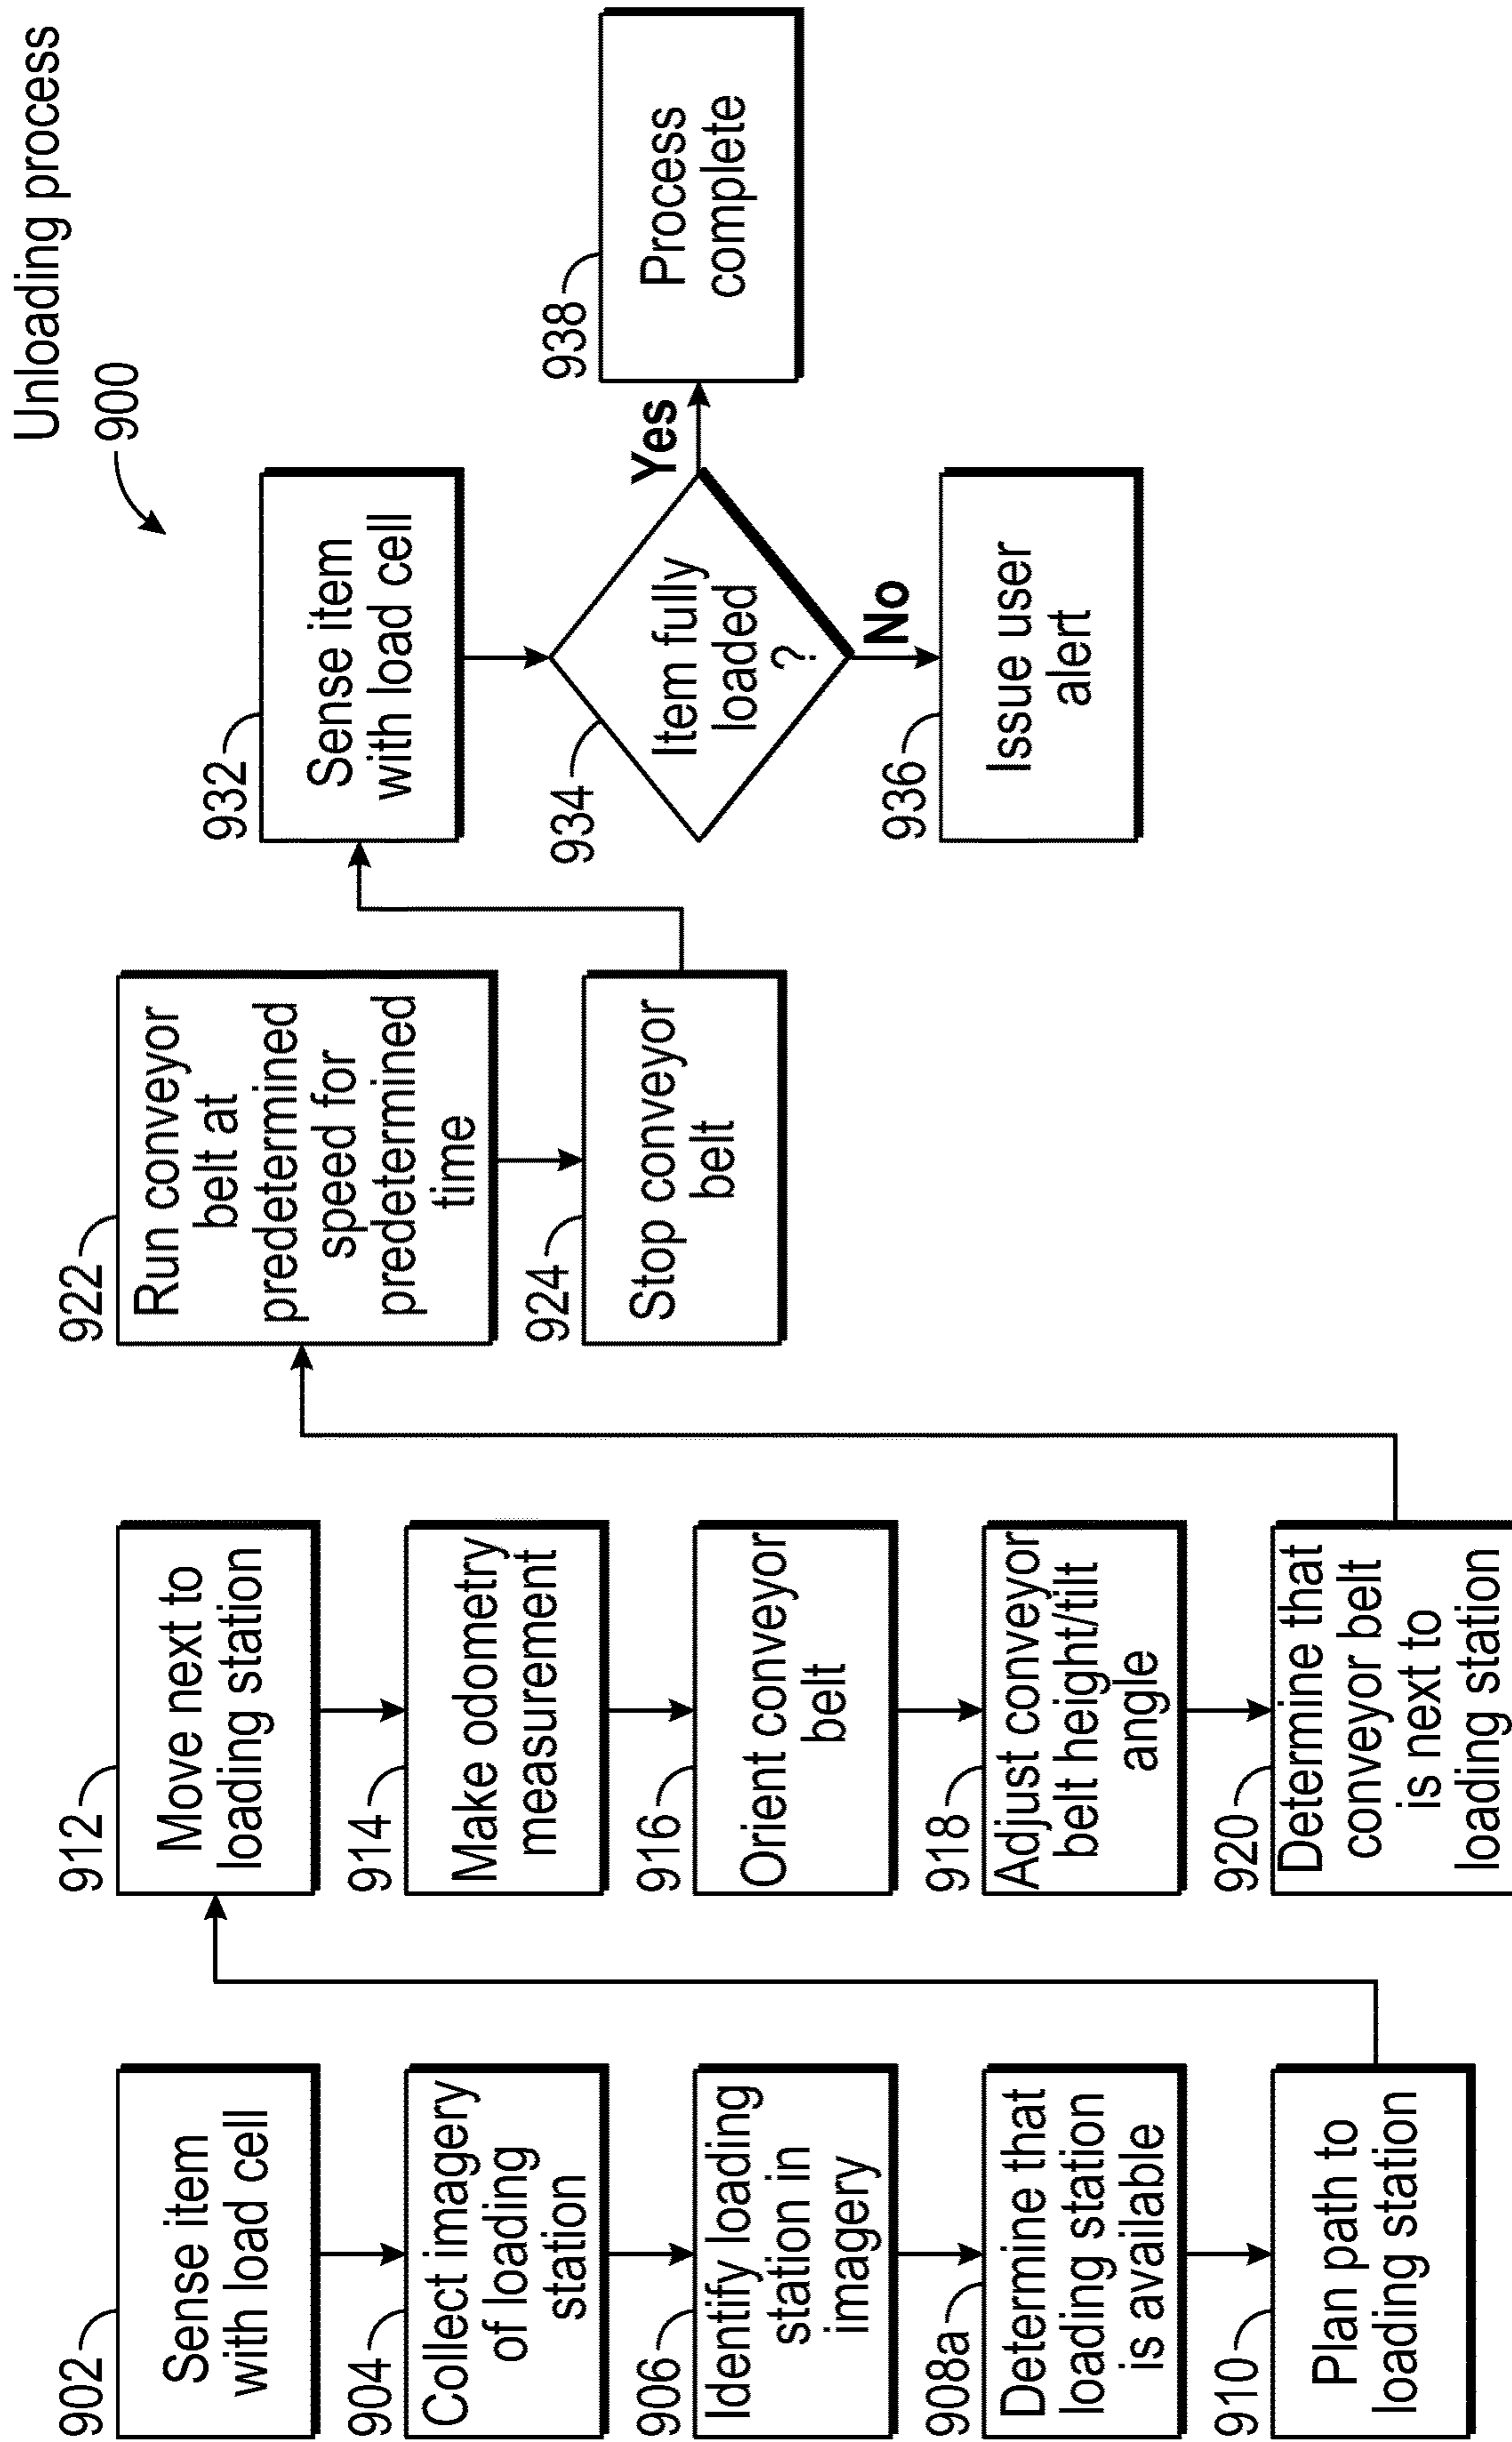 Unloading process
900
902
Sense item
with load cell
904
Collect imagery
of loading
station
906
Identify loading
station in
imagery
908a
Determine that
loading station
is available
910
Plan path to
loading station
912
Move next to
loading station
914
Make odometry
measurement
916
Orient conveyor
belt
918
Adjust conveyor
belt height/tilt
angle
920
Determine that
conveyor belt
is next to
loading station
922
Run conveyor
belt at
predetermined
speed for
predetermined
time
924
Stop conveyor
belt
932
Sense item
with load cell
934
Item fully
loaded
?
Yes
No
936
Issue user
alert
938
Process
complete